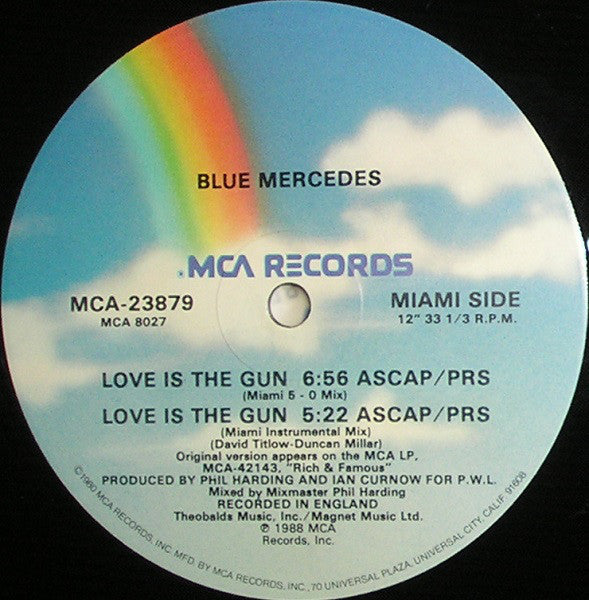 BLUE MERCEDES
.MCA RECORDS
MCA-23879
MCA 8027
MIAMI SIDE
12" 33 1/3 R.P.M.
LOVE IS THE GUN 6:56 ASCAP/PRS
(Miami 5 - 0 Mix)
LOVE IS THE GUN 5:22 ASCAP/PRS
(Miami Instrumental Mix)
(David Titlow-Duncan Millar)
Original version appears on the MCA LP,
MCA-42143, "Rich & Famous"
PRODUCED BY PHIL HARDING AND IAN CURNOW FOR P.W.L.
Mixed by Mixmaster Phil Harding
RECORDED IN ENGLAND
Theobalds Music, Inc./Magnet Music Ltd.
℗ 1988 MCA
Records, Inc.
©1980 MCA RECORDS, INC. MFD. BY MCA RECORDS, INC., 70 UNIVERSAL PLAZA, UNIVERSAL CITY, CALIF. 91608